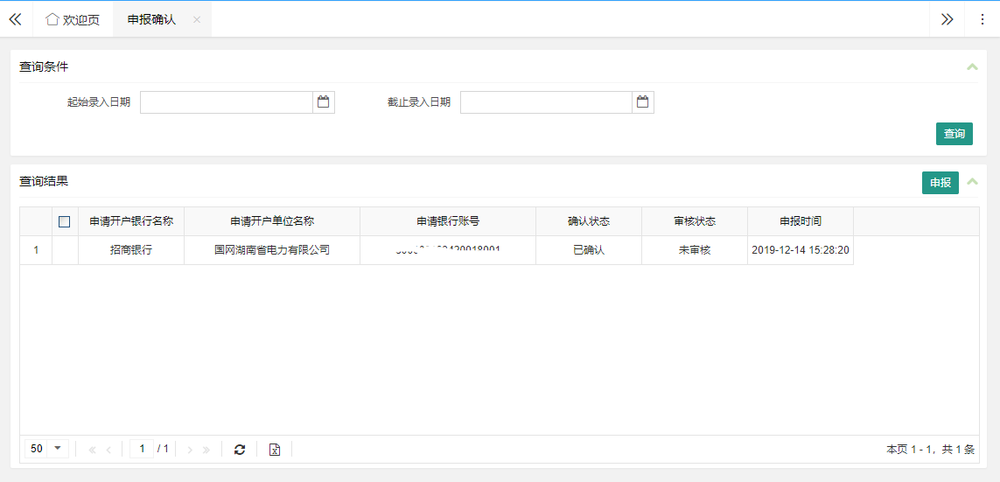 欢迎页 申报确认 ×
查询条件
起始录入日期 截止录入日期
查询
查询结果 申报
申请开户银行名称 申请开户单位名称 申请银行账号 确认状态 审核状态 申报时间
1 招商银行 国网湖南省电力有限公司 已确认 未审核 2019-12-14 15:28:20
50 1 / 1 本页 1 - 1，共 1 条